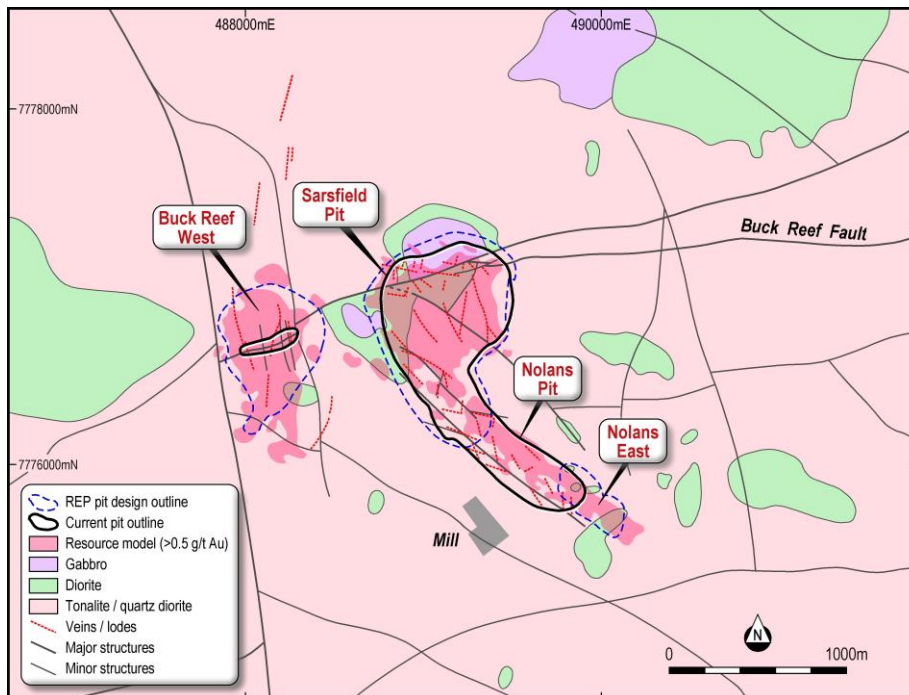 488000mE
490000mE
7778000mN
Sarsfield
Pit
Buck Reef
West
Buck Reef Fault
Nolans
Pit
Nolans
East
7776000mN
Mill
REP pit design outline
Current pit outline
Resource model (>0.5 g/t Au)
Gabbro
Diorite
Tonalite / quartz diorite
Veins / lodes
Major structures
Minor structures
N
0
1000m